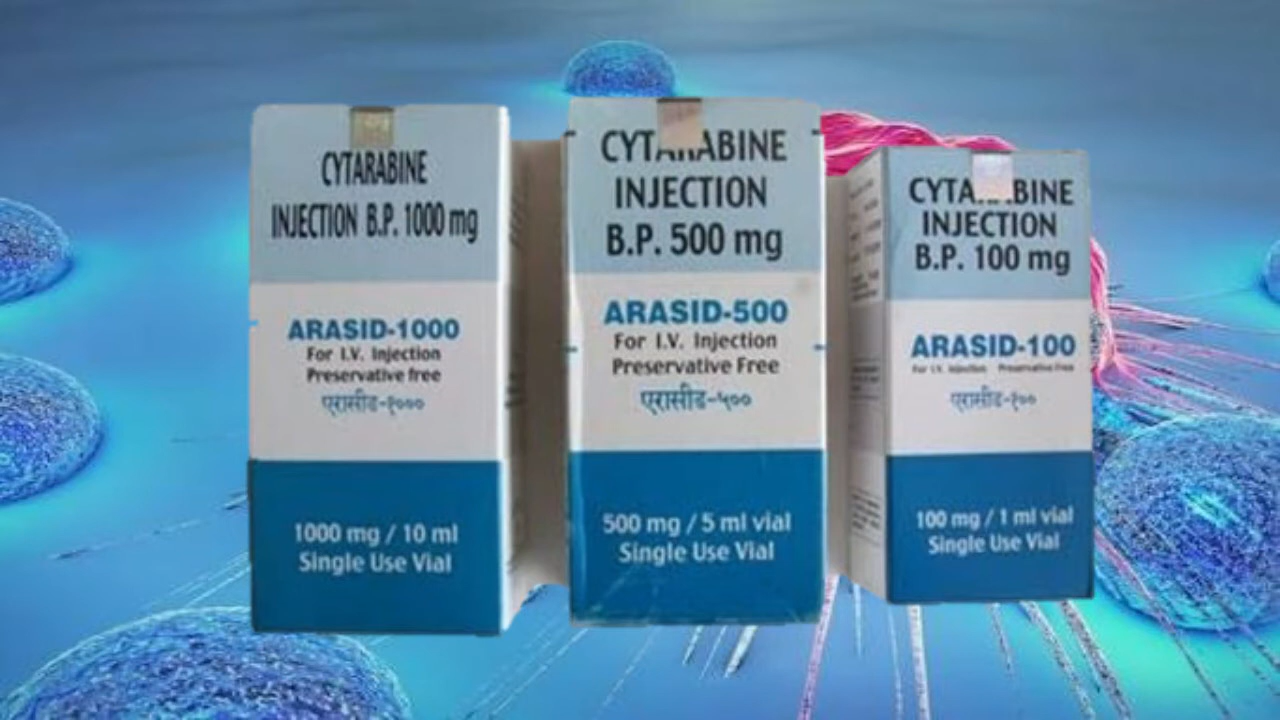 CYTARABINE
INJECTION B.P. 1000 mg
ARASID-1000
For I.V. Injection
Preservative free
एरासीड-१०००
1000 mg / 10 ml
Single Use Vial
CYTARABINE
INJECTION
B.P. 500 mg
ARASID-500
For I.V. Injection
Preservative Free
एरासीड-५००
500 mg / 5 ml vial
Single Use Vial
CYTARABINE
INJECTION
B.P. 100 mg
ARASID-100
For I.V. Injection Preservative Free
एरासीड-१००
100 mg / 1 ml vial
Single Use Vial